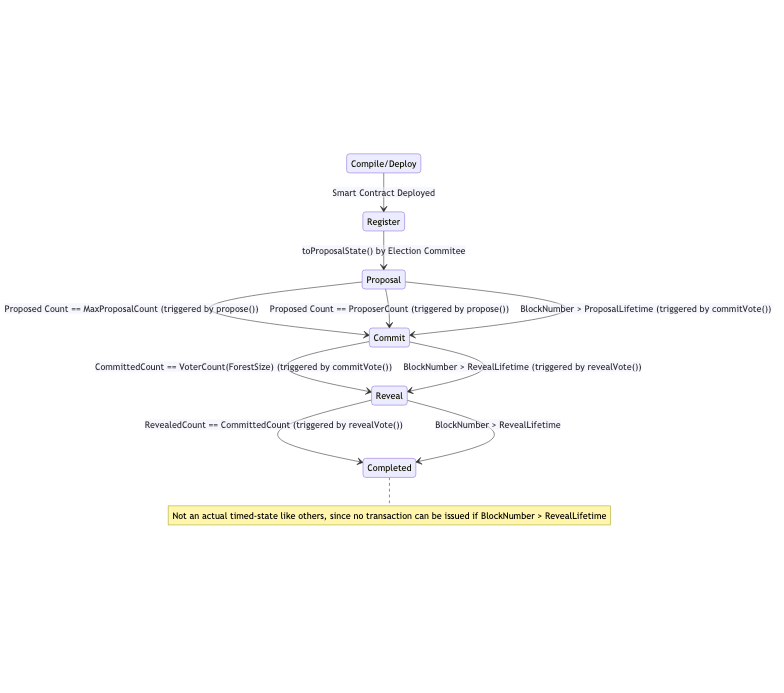 Compile/Deploy
Smart Contract Deployed
Register
toProposalState() by Election Commitee
Proposal
Proposed Count == MaxProposalCount (triggered by propose())
Proposed Count == ProposerCount (triggered by propose())
BlockNumber > ProposalLifetime (triggered by commitVote())
Commit
CommittedCount == VoterCount(ForestSize) (triggered by commitVote())
BlockNumber > RevealLifetime (triggered by revealVote())
Reveal
RevealedCount == CommittedCount (triggered by revealVote())
BlockNumber > RevealLifetime
Completed
Not an actual timed-state like others, since no transaction can be issued if BlockNumber > RevealLifetime